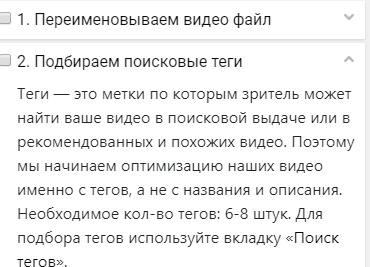 1. Переименовываем видео файл
2. Подбираем поисковые теги
Теги — это метки по которым зритель может
найти ваше видео в поисковой выдаче или в
рекомендованных и похожих видео. Поэтому
мы начинаем оптимизацию наших видео
именно с тегов, а не с названия и описания.
Необходимое кол-во тегов: 6-8 штук. Для
подбора тегов используйте вкладку «Поиск
тегов».